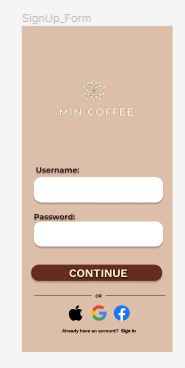 SignUp_Form
MIN COFFEE
Username:
Password:
CONTINUE
OR
Already have an account? Sign In